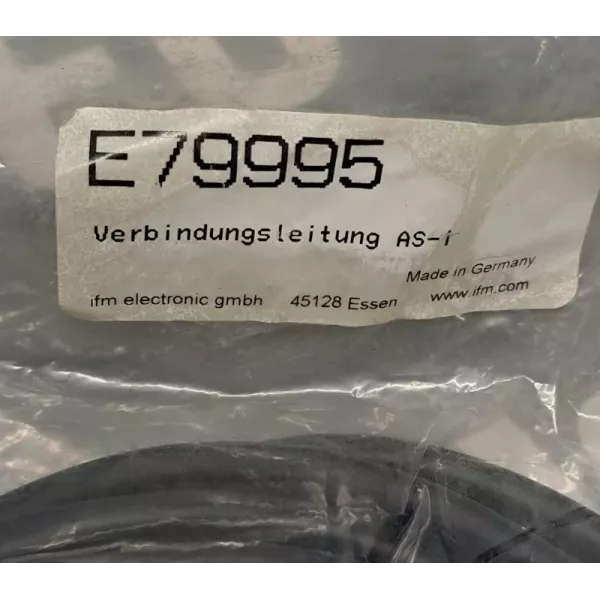 E79995
Verbindungsleitung AS-i
Made in Germany
ifm electronic gmbh 45128 Essen www.ifm.com